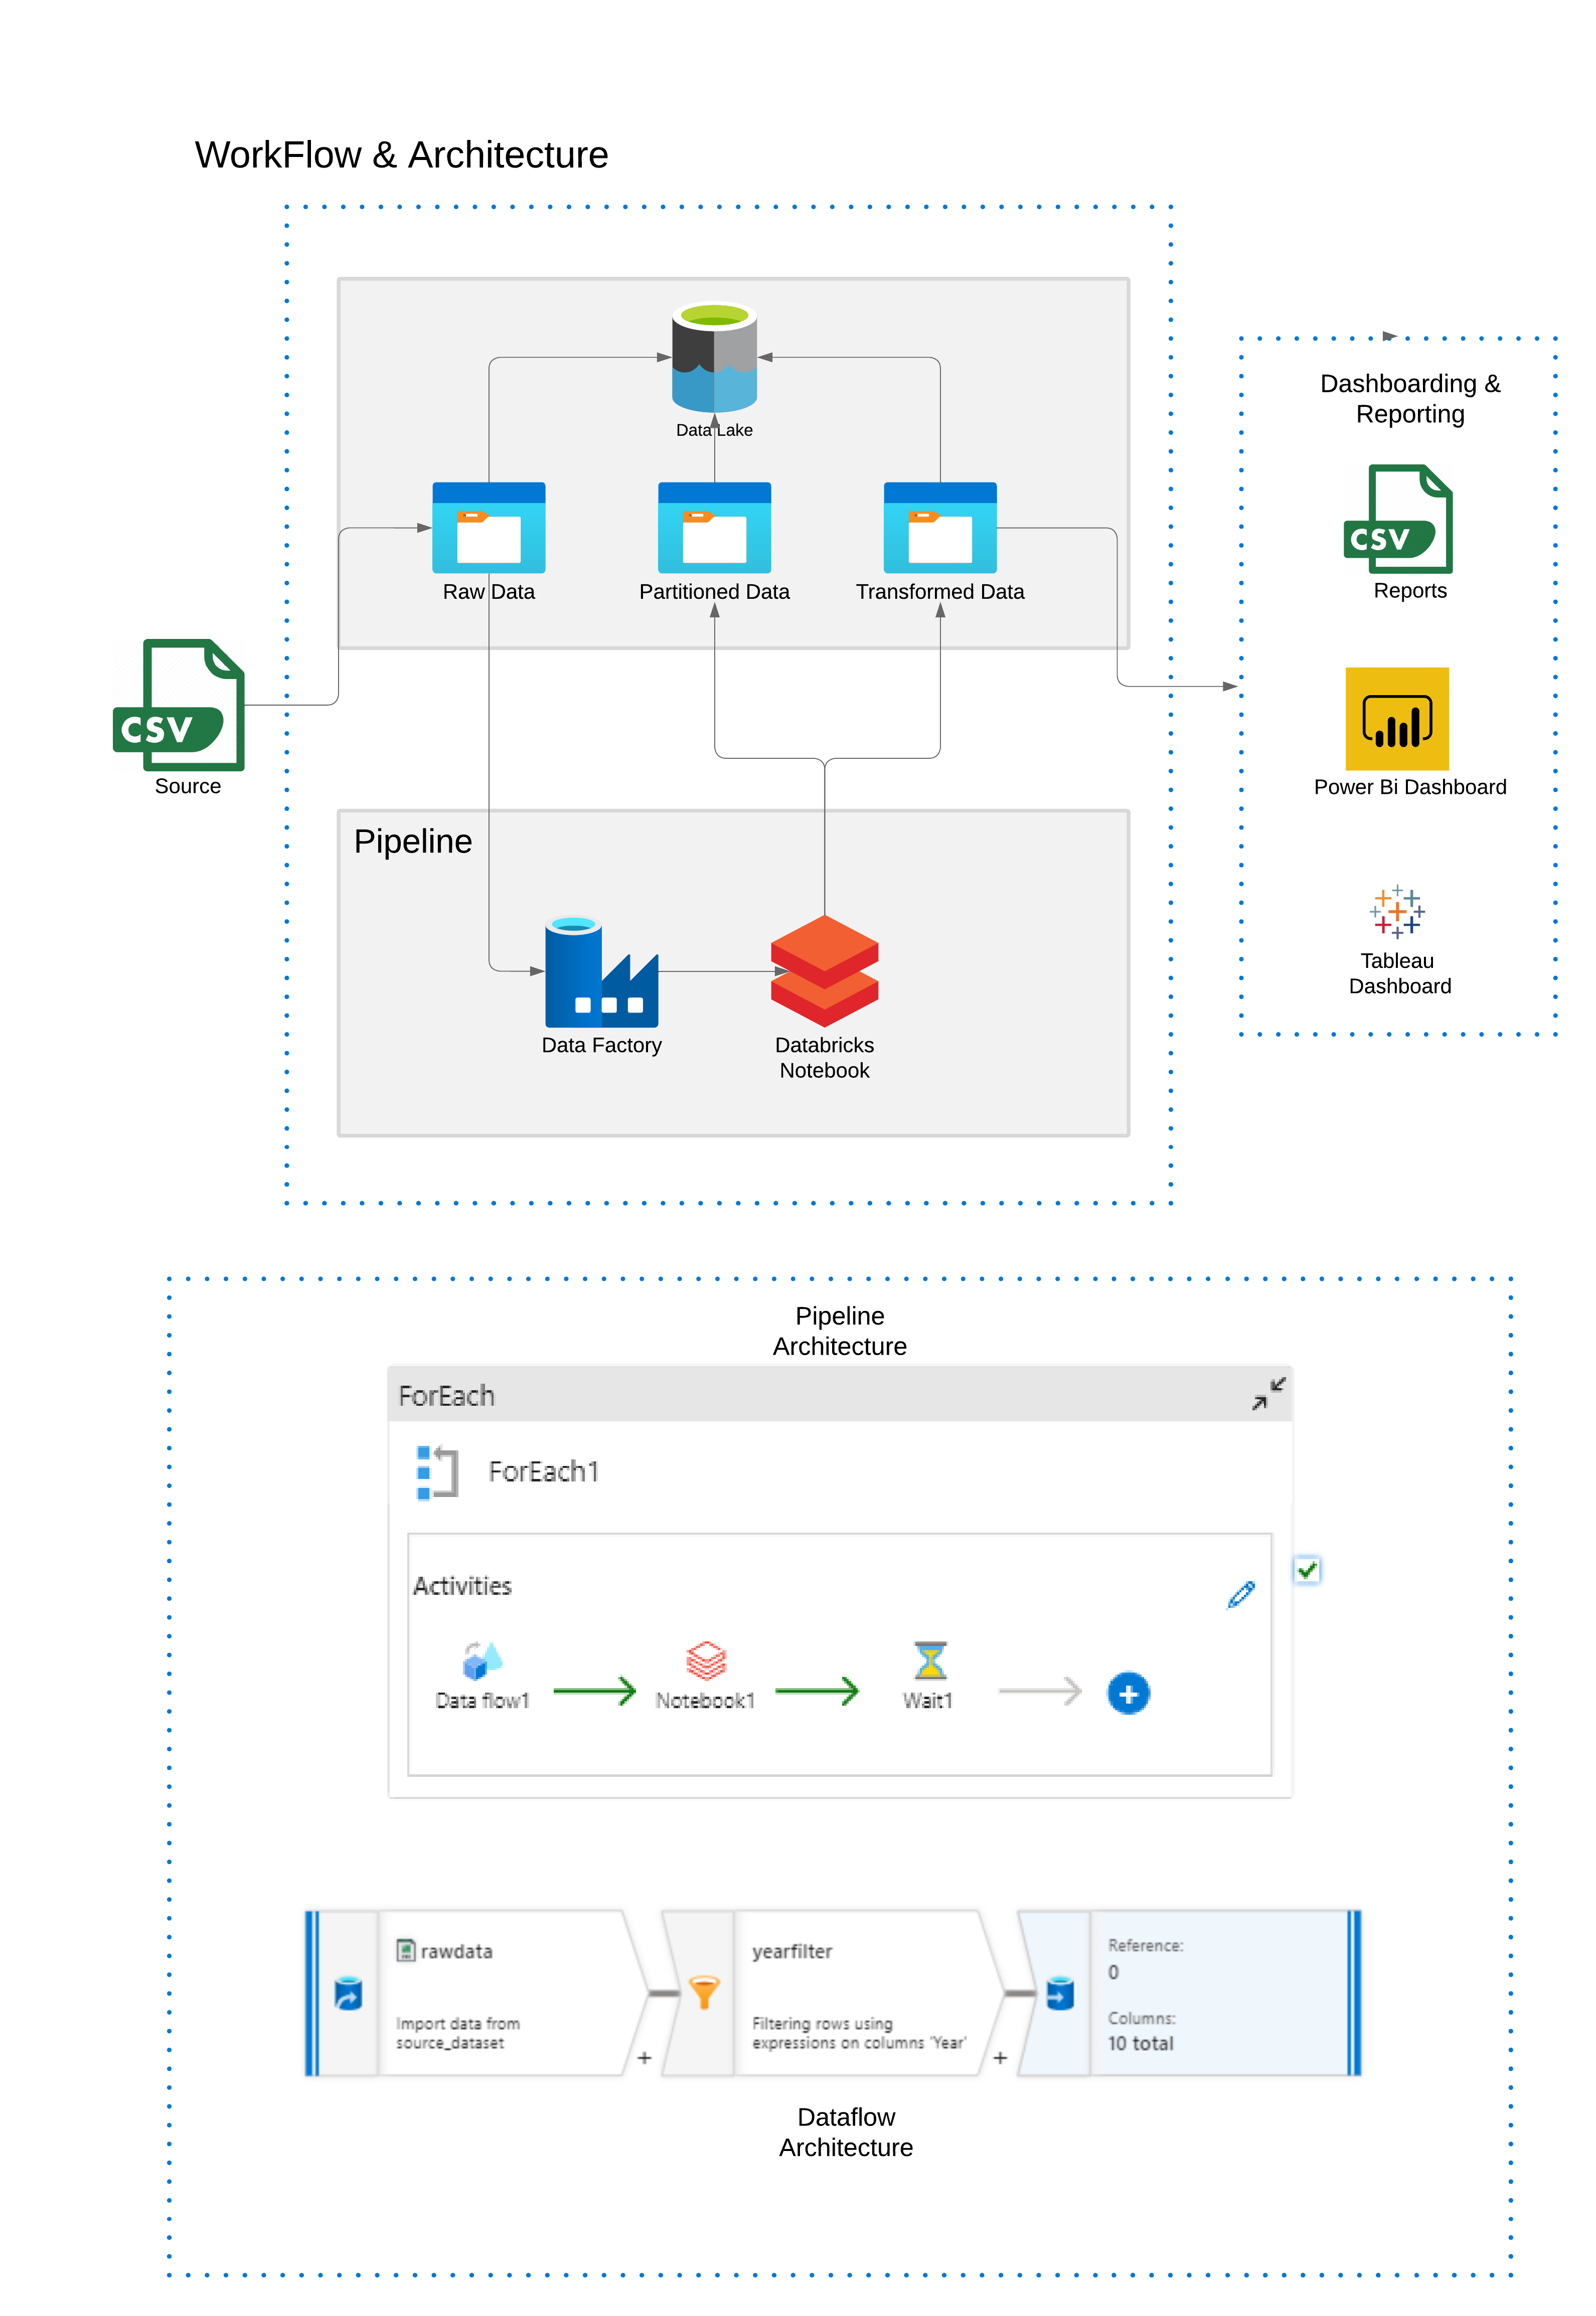 WorkFlow & Architecture
Data Lake
Raw Data
Partitioned Data
Transformed Data
CSV
Source
Dashboarding &
Reporting
CSV
Reports
Power Bi Dashboard
Tableau
Dashboard
Pipeline
Data Factory
Databricks
Notebook
Pipeline
Architecture
ForEach
ForEach1
Activities
Data flow1
Notebook1
Wait1
rawdata
Import data from
source_dataset
+
yearfilter
Filtering rows using
expressions on columns 'Year'
+
Reference:
0
Columns:
10 total
Dataflow
Architecture